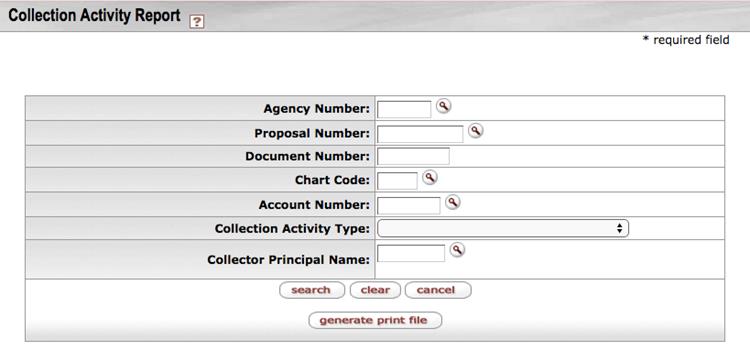 Collection Activity Report ?
* required field
Agency Number:
Proposal Number:
Document Number:
Chart Code:
Account Number:
Collection Activity Type:
Collector Principal Name:
search clear cancel
generate print file